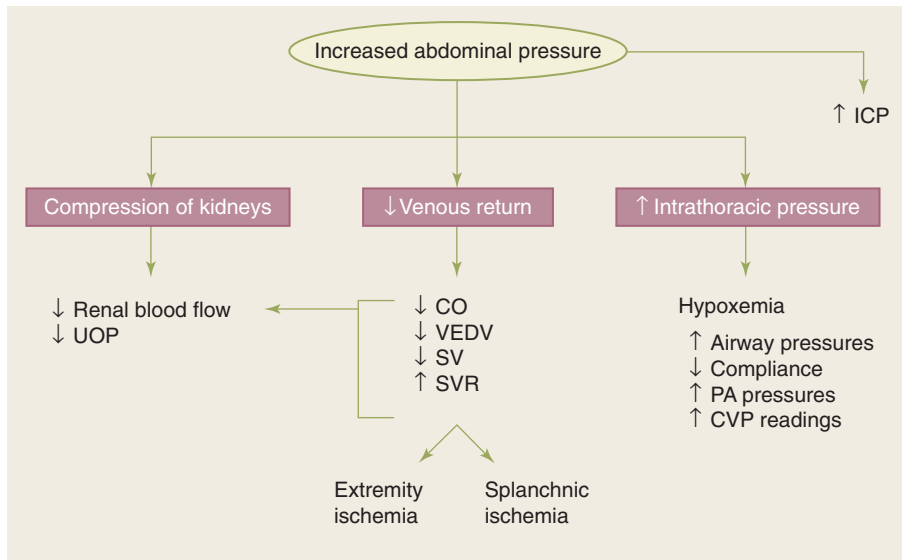 Increased abdominal pressure
↑ ICP
Compression of kidneys
↓ Venous return
↑ Intrathoracic pressure
↓ Renal blood flow
↓ UOP
↓ CO
↓ VEDV
↓ SV
↑ SVR
Hypoxemia
↑ Airway pressures
↓ Compliance
↑ PA pressures
↑ CVP readings
Extremity
ischemia
Splanchnic
ischemia